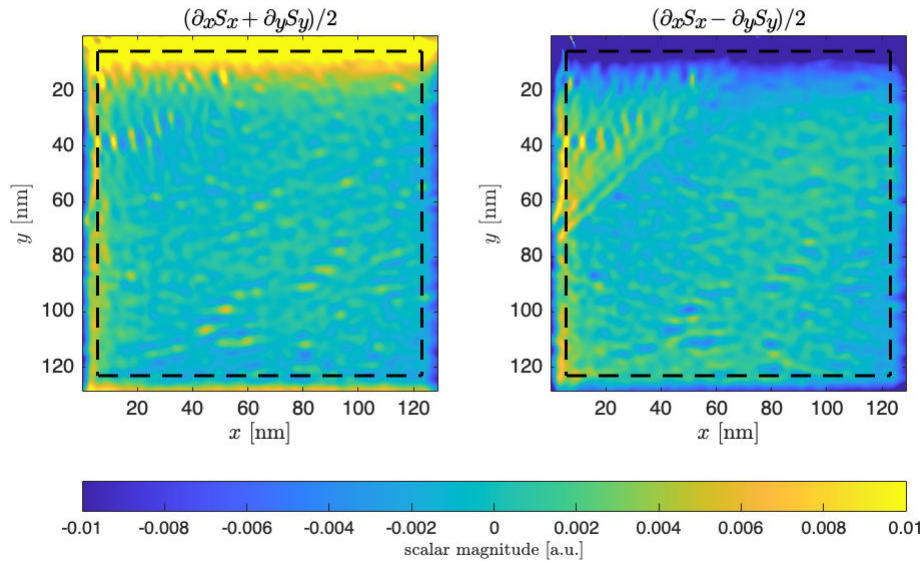 (∂xSx + ∂ySy)/2
(∂xSx − ∂ySy)/2
20
40
60
80
100
120
y [nm]
20 40 60 80 100 120
x [nm]
20
40
60
80
100
120
y [nm]
20 40 60 80 100 120
x [nm]
-0.01 -0.008 -0.006 -0.004 -0.002 0 0.002 0.004 0.006 0.008 0.01
scalar magnitude [a.u.]